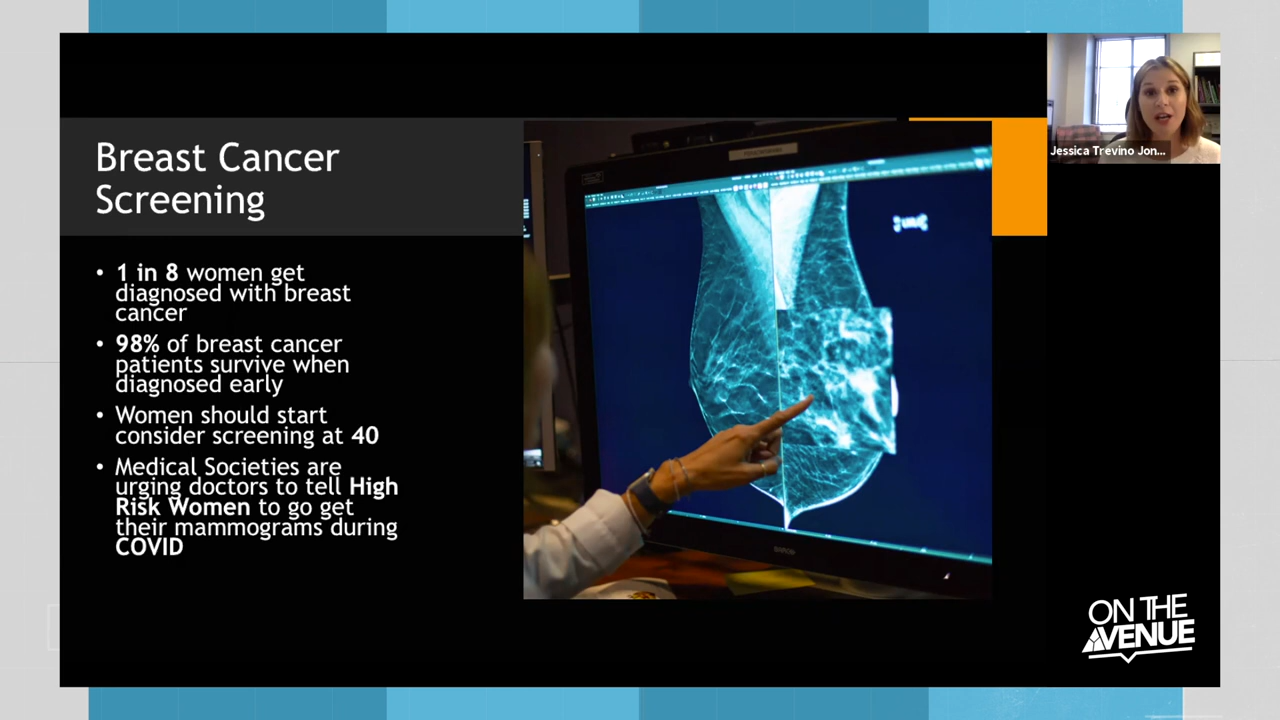 Breast Cancer
Screening
• 1 in 8 women get
diagnosed with breast
cancer
• 98% of breast cancer
patients survive when
diagnosed early
• Women should start
consider screening at 40
• Medical Societies are
urging doctors to tell High
Risk Women to go get
their mammograms during
COVID
Jessica Trevino Jon...
ON THE
AVENUE